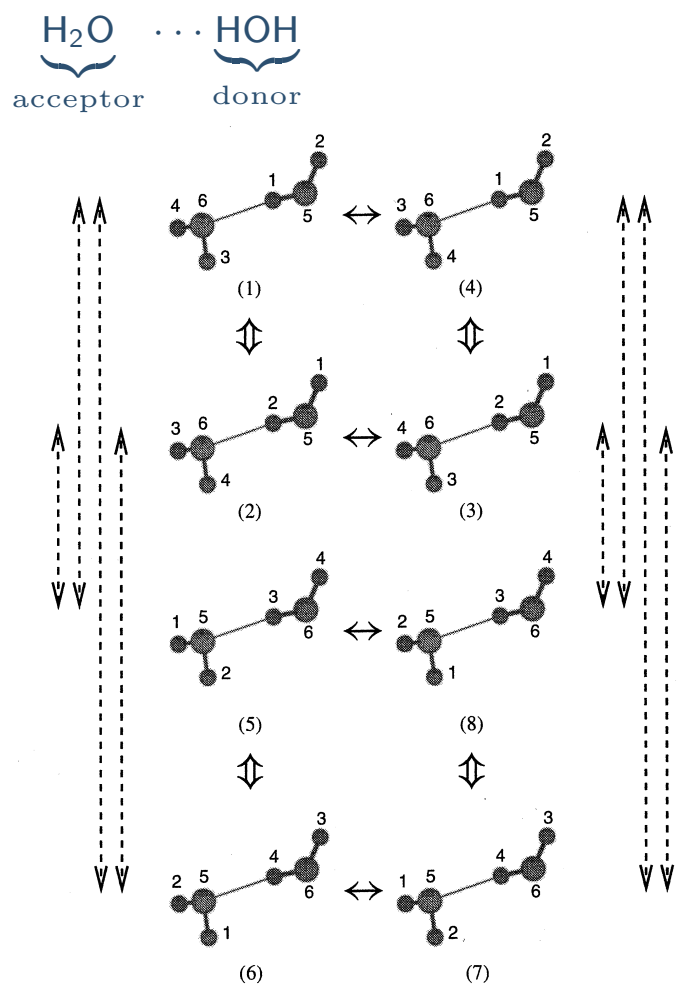 H₂O ··· HOH
acceptor donor
2 2
4 6 1 3 6 1
5 5
3 4
(1) (4)
1 1
3 6 2 4 6 2
5 5
4 3
(2) (3)
4 4
1 5 3 2 5 3
6 6
2 1
(5) (8)
3 3
2 5 4 1 5 4
6 6
1 2
(6) (7)